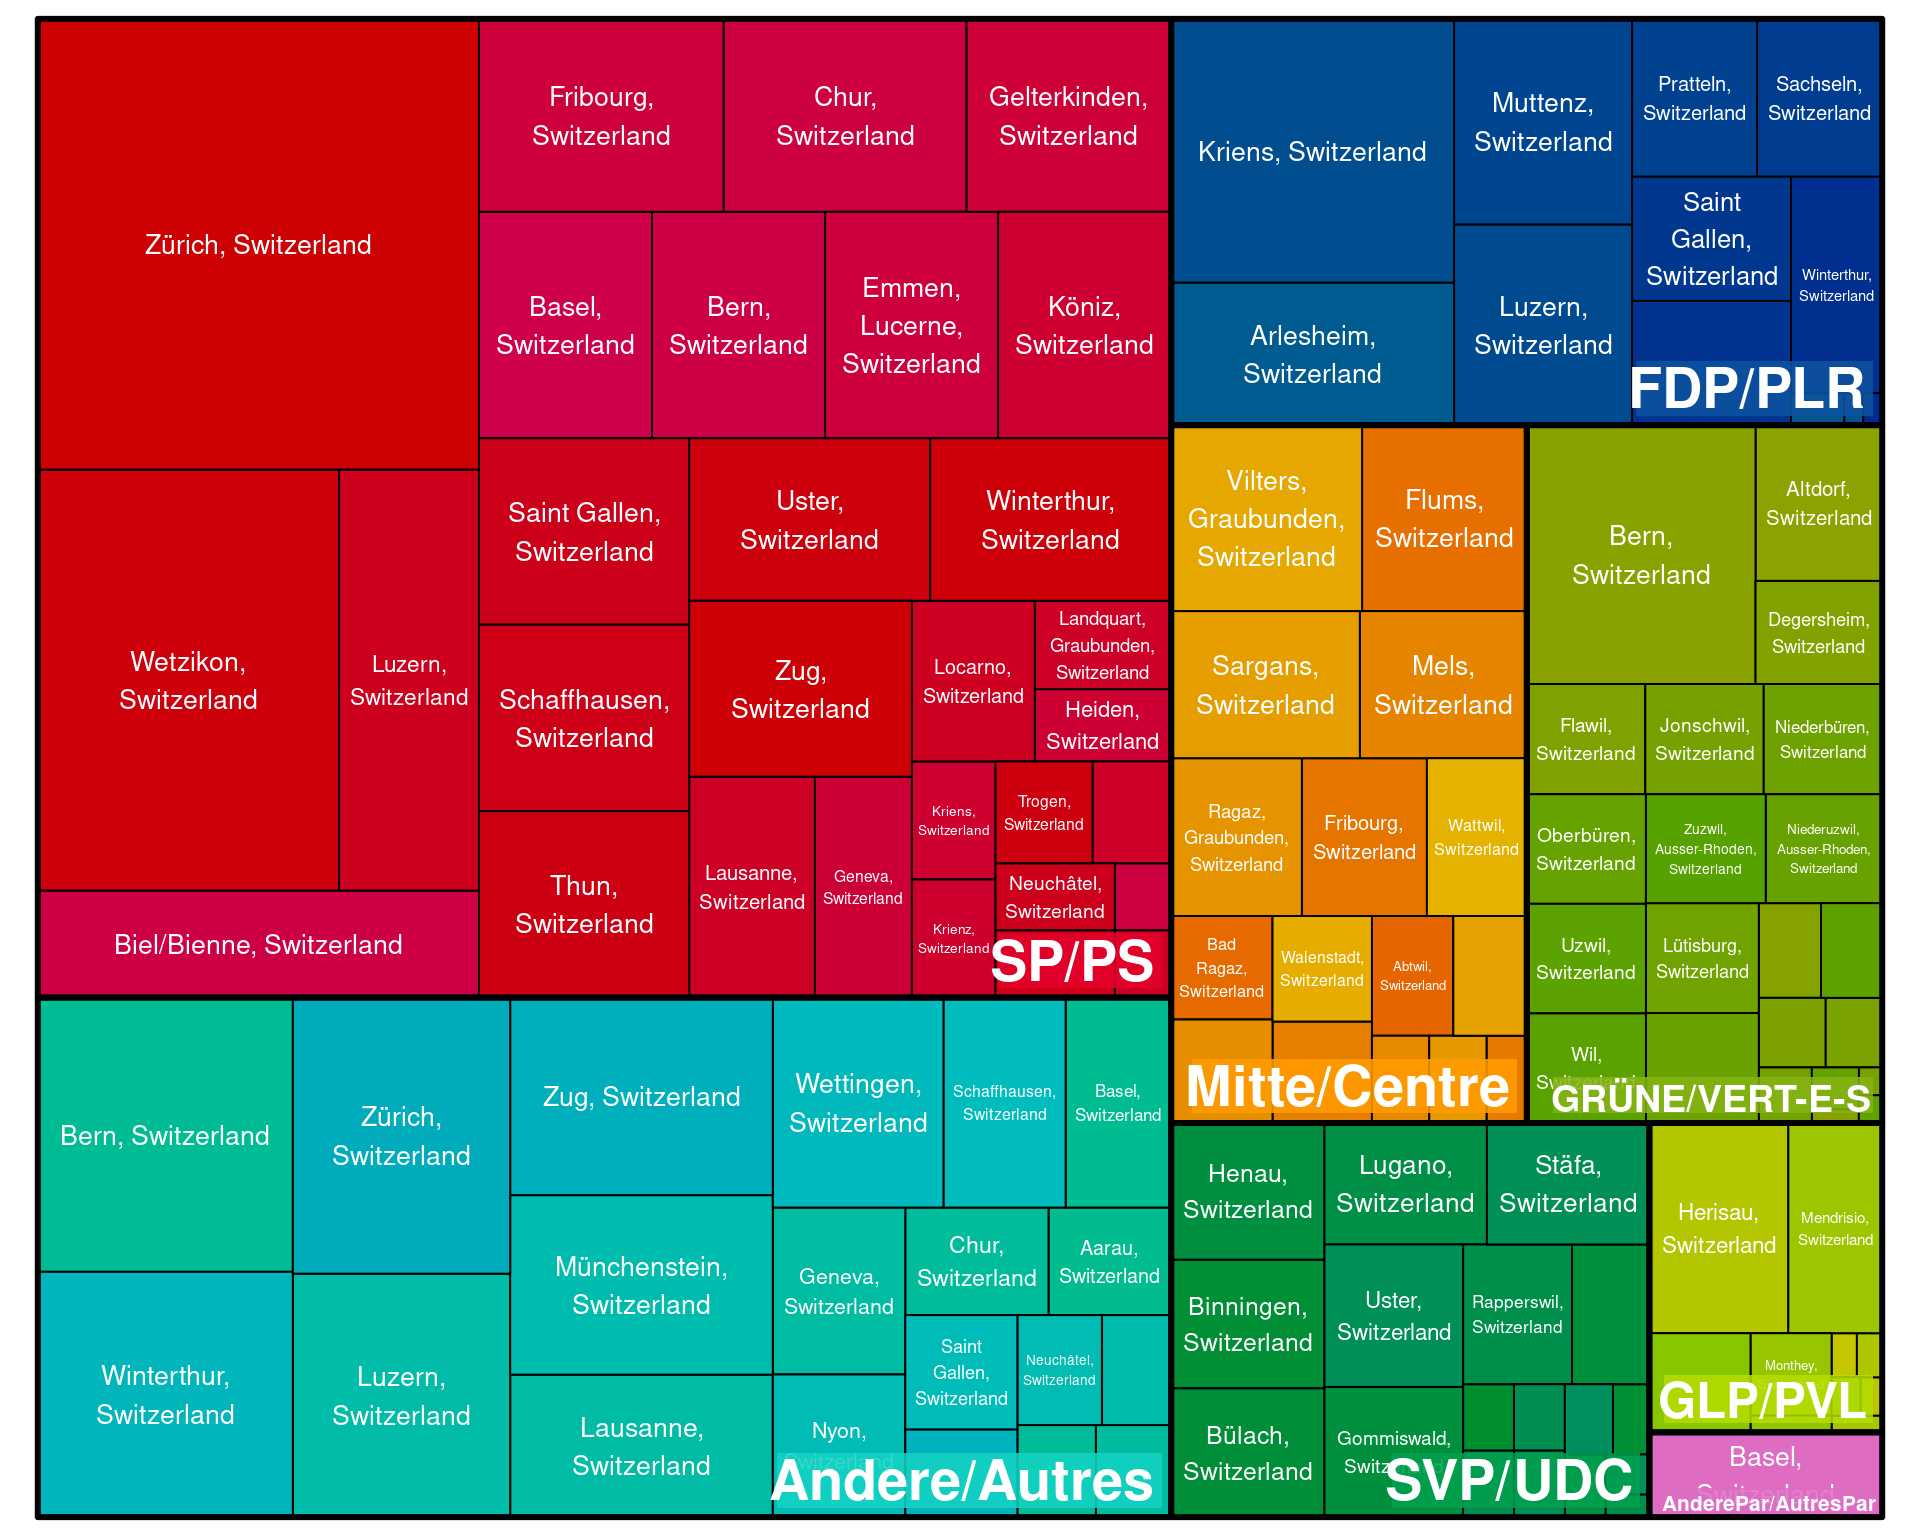 Zürich, Switzerland
Fribourg,
Switzerland
Chur,
Switzerland
Gelterkinden,
Switzerland
Basel,
Switzerland
Bern,
Switzerland
Emmen,
Lucerne,
Switzerland
Köniz,
Switzerland
Wetzikon,
Switzerland
Luzern,
Switzerland
Biel/Bienne, Switzerland
Saint Gallen,
Switzerland
Uster,
Switzerland
Winterthur,
Switzerland
Schaffhausen,
Switzerland
Thun,
Switzerland
Zug,
Switzerland
Locarno,
Switzerland
Landquart,
Graubunden,
Switzerland
Heiden,
Switzerland
Lausanne,
Switzerland
Geneva,
Switzerland
Kriens,
Switzerland
Trogen,
Switzerland
Krienz,
Switzerland
Neuchâtel,
Switzerland
SP/PS
Kriens, Switzerland
Arlesheim,
Switzerland
Muttenz,
Switzerland
Luzern,
Switzerland
Pratteln,
Switzerland
Sachseln,
Switzerland
Saint
Gallen,
Switzerland
Winterthur,
Switzerland
FDP/PLR
Vilters,
Graubunden,
Switzerland
Flums,
Switzerland
Sargans,
Switzerland
Mels,
Switzerland
Ragaz,
Graubunden,
Switzerland
Fribourg,
Switzerland
Wattwil,
Switzerland
Bad
Ragaz,
Switzerland
Walenstadt,
Switzerland
Abtwil,
Switzerland
Mitte/Centre
Bern,
Switzerland
Altdorf,
Switzerland
Degersheim,
Switzerland
Flawil,
Switzerland
Jonschwil,
Switzerland
Niederbüren,
Switzerland
Oberbüren,
Switzerland
Zuzwil,
Ausser-Rhoden,
Switzerland
Niederuzwil,
Ausser-Rhoden,
Switzerland
Uzwil,
Switzerland
Lütisburg,
Switzerland
Wil,
Switzerland
GRÜNE/VERT-E-S
Bern, Switzerland
Zürich,
Switzerland
Zug, Switzerland
Wettingen,
Switzerland
Schaffhausen,
Switzerland
Basel,
Switzerland
Winterthur,
Switzerland
Luzern,
Switzerland
Münchenstein,
Switzerland
Lausanne,
Switzerland
Geneva,
Switzerland
Chur,
Switzerland
Aarau,
Switzerland
Saint
Gallen,
Switzerland
Neuchâtel,
Switzerland
Nyon,
Switzerland
Andere/Autres
Henau,
Switzerland
Lugano,
Switzerland
Stäfa,
Switzerland
Binningen,
Switzerland
Uster,
Switzerland
Rapperswil,
Switzerland
Bülach,
Switzerland
Gommiswald,
Switzerland
SVP/UDC
Herisau,
Switzerland
Mendrisio,
Switzerland
Monthey,
GLP/PVL
Basel,
Switzerland
AnderePar/AutresPar